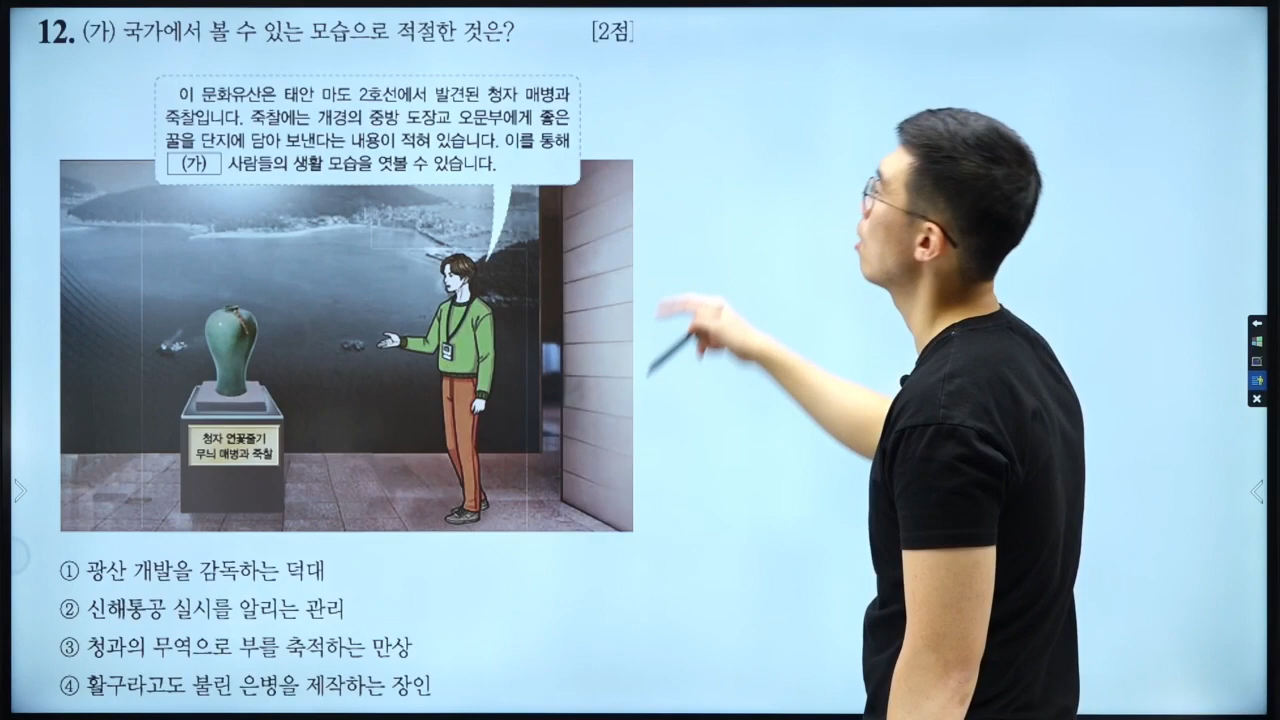 12. (가) 국가에서 볼 수 있는 모습으로 적절한 것은? [2점]
이 문화유산은 태안 마도 2호선에서 발견된 청자 매병과
죽찰입니다. 죽찰에는 개경의 중방 도장교 오문부에게 좋은
꿀을 단지에 담아 보낸다는 내용이 적혀 있습니다. 이를 통해
(가) 사람들의 생활 모습을 엿볼 수 있습니다.
청자 연꽃줄기
무늬 매병과 죽찰
① 광산 개발을 감독하는 덕대
② 신해통공 실시를 알리는 관리
③ 청과의 무역으로 부를 축적하는 만상
④ 활구라고도 불린 은병을 제작하는 장인